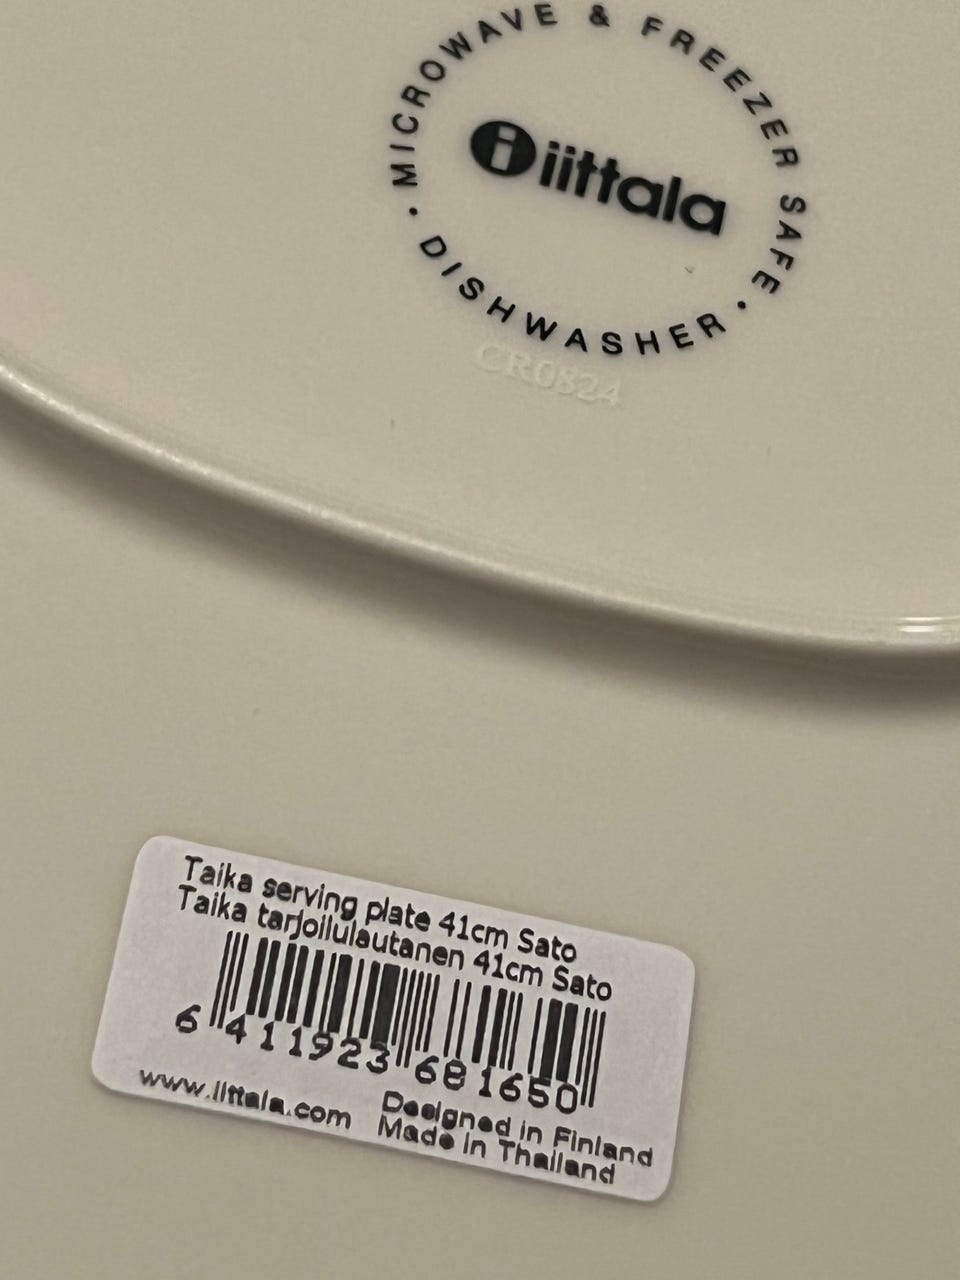 MICROWAVE & FREEZER SAFE
i iittala
• DISHWASHER •
CR0824
Taika serving plate 41cm Sato
Taika tarjoilulautanen 41cm Sato
6 411923 681650
www.iittala.com
Designed in Finland
Made in Thailand